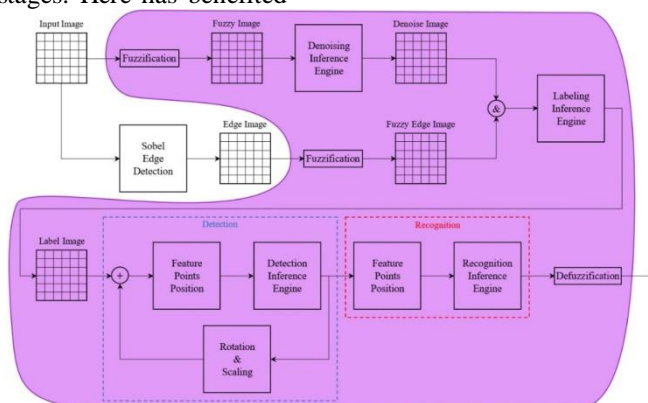 stages. Here has benefited
Input Image
Fuzzy Image
Denoise Image
Fuzzification
Denoising
Inference
Engine
&
Labeling
Inference
Engine
Sobel
Edge
Detection
Edge Image
Fuzzification
Fuzzy Edge Image
Label Image
Detection
+
Feature
Points
Position
Detection
Inference
Engine
Rotation
&
Scaling
Recognition
Feature
Points
Position
Recognition
Inference
Engine
Defuzzification